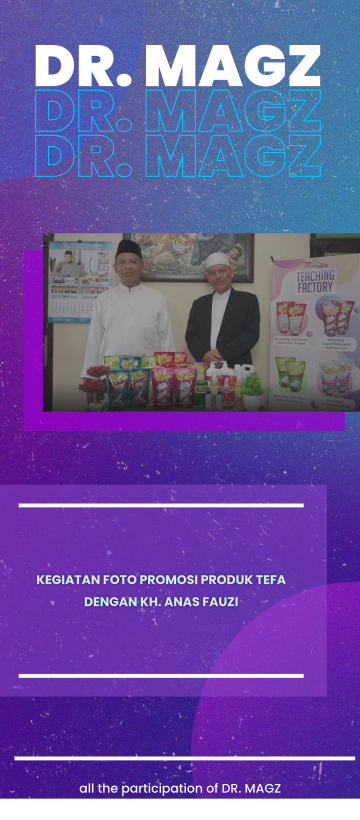 DR. MAGZ
DR. MAGZ
DR. MAGZ
TEACHING
FACTORY
KEGIATAN FOTO PROMOSI PRODUK TEFA
DENGAN KH. ANAS FAUZI
all the participation of DR. MAGZ